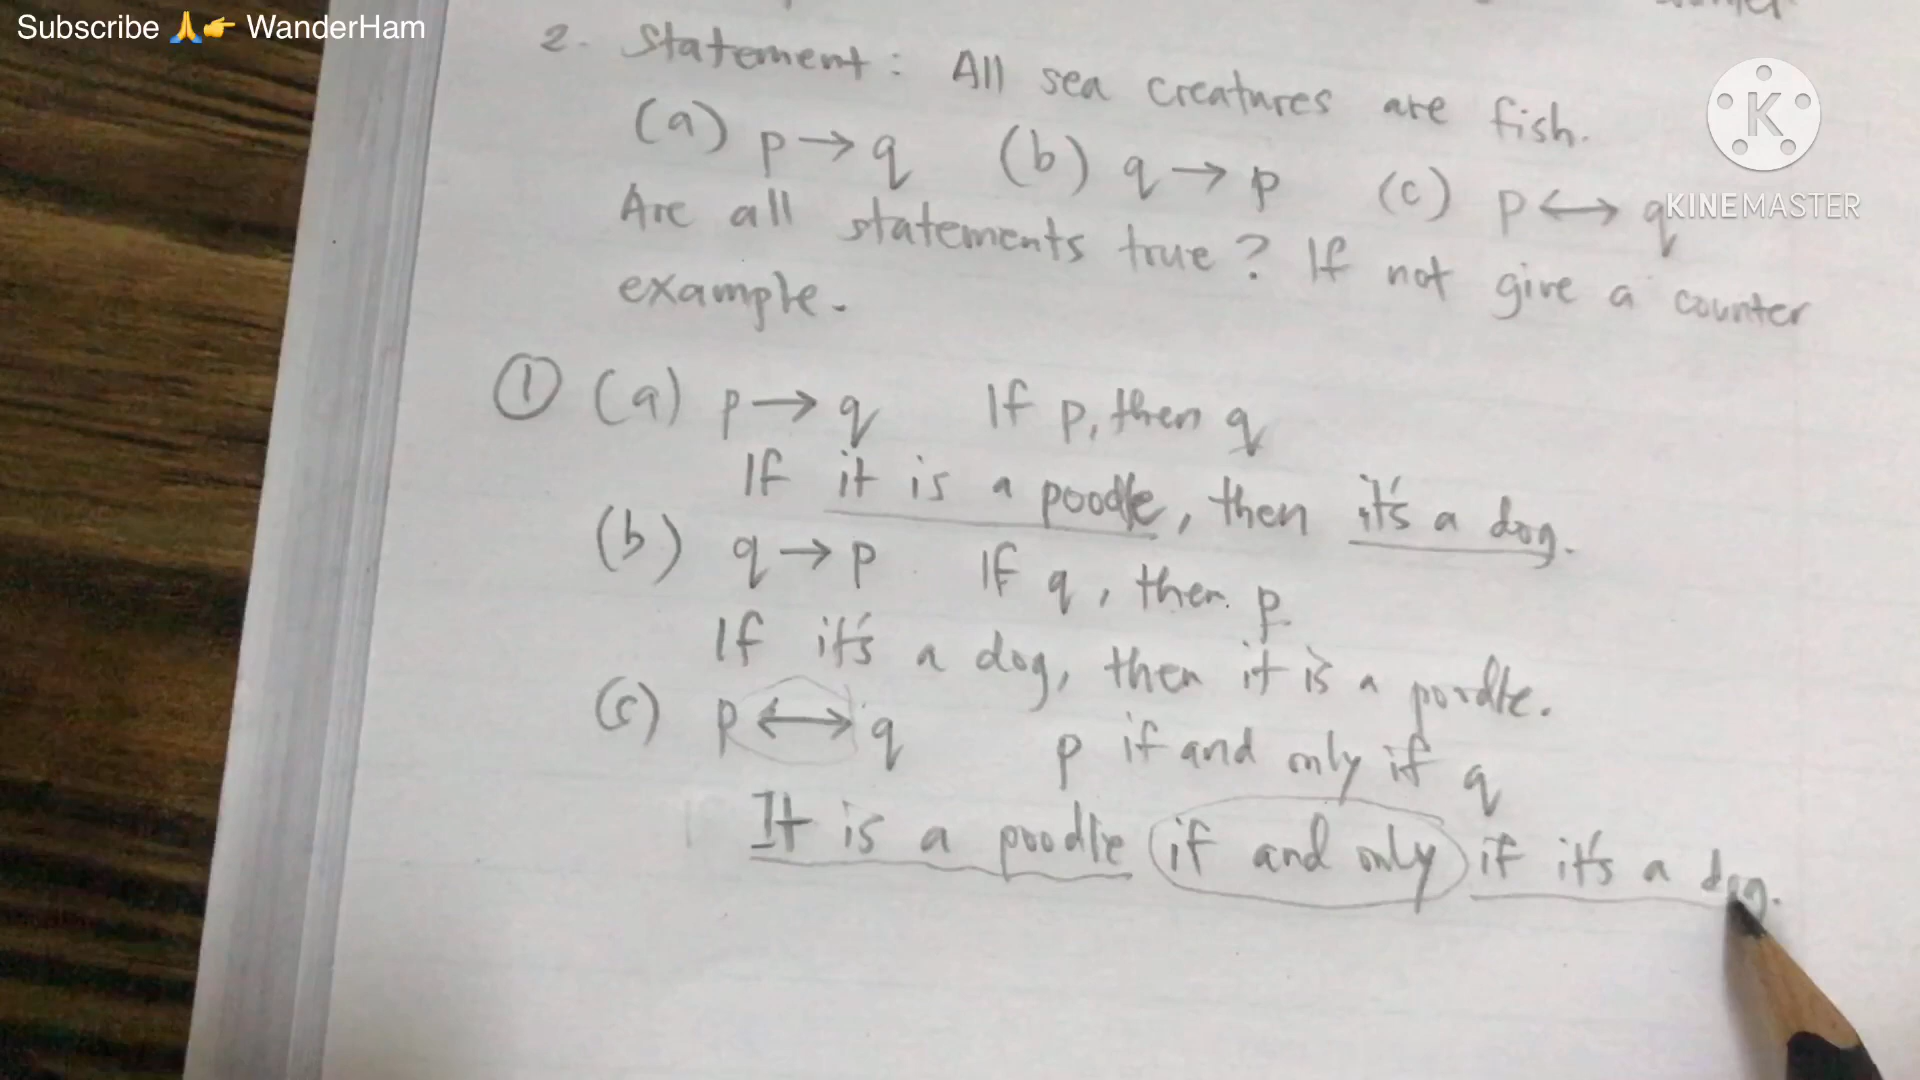 Subscribe 🙏👉 WanderHam
2. Statement: All sea creatures are fish.
(a) p → q (b) q → p (c) p ↔ q
KINEMASTER
Are all statements true? If not give a counter
example.
① (a) p → q If p, then q
If it is a poodle, then it's a dog.
(b) q → p If q, then p.
If it's a dog, then it is a poodle.
(c) p ↔ q p if and only if q
It is a poodle if and only if it's a dog.